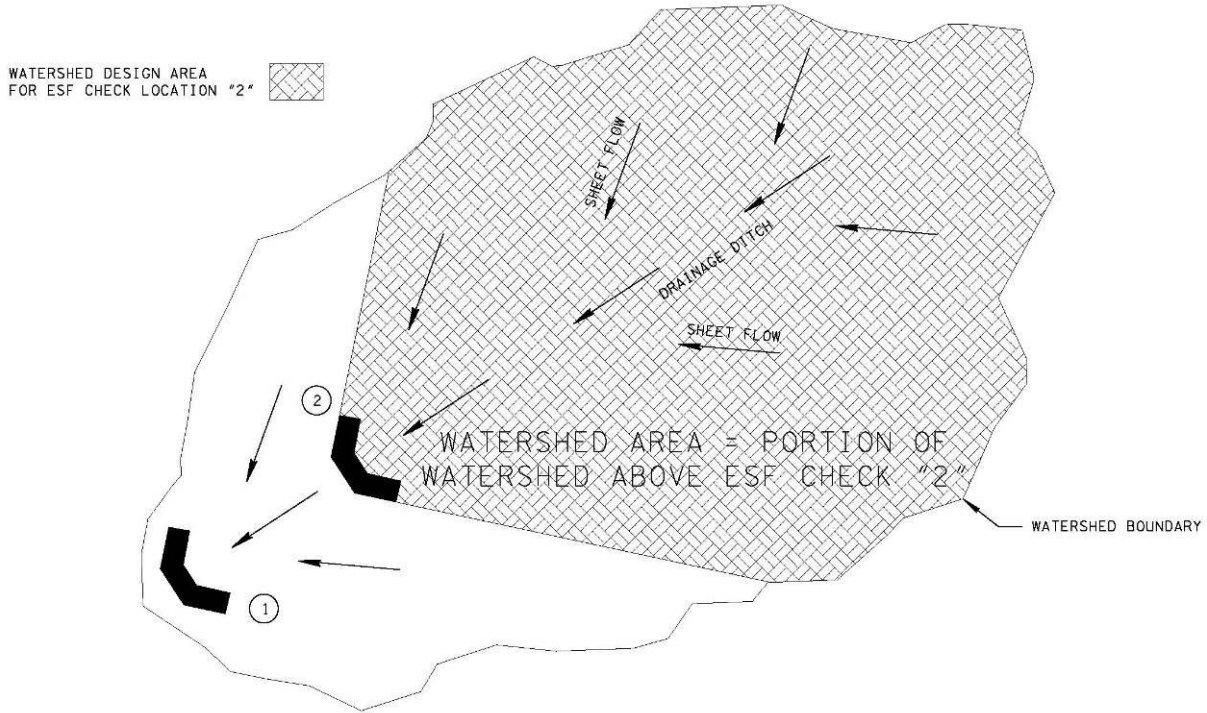 WATERSHED DESIGN AREA
FOR ESF CHECK LOCATION "2"
SHEET FLOW
DRAINAGE DITCH
SHEET FLOW
2
WATERSHED AREA = PORTION OF
WATERSHED ABOVE ESF CHECK "2"
WATERSHED BOUNDARY
1